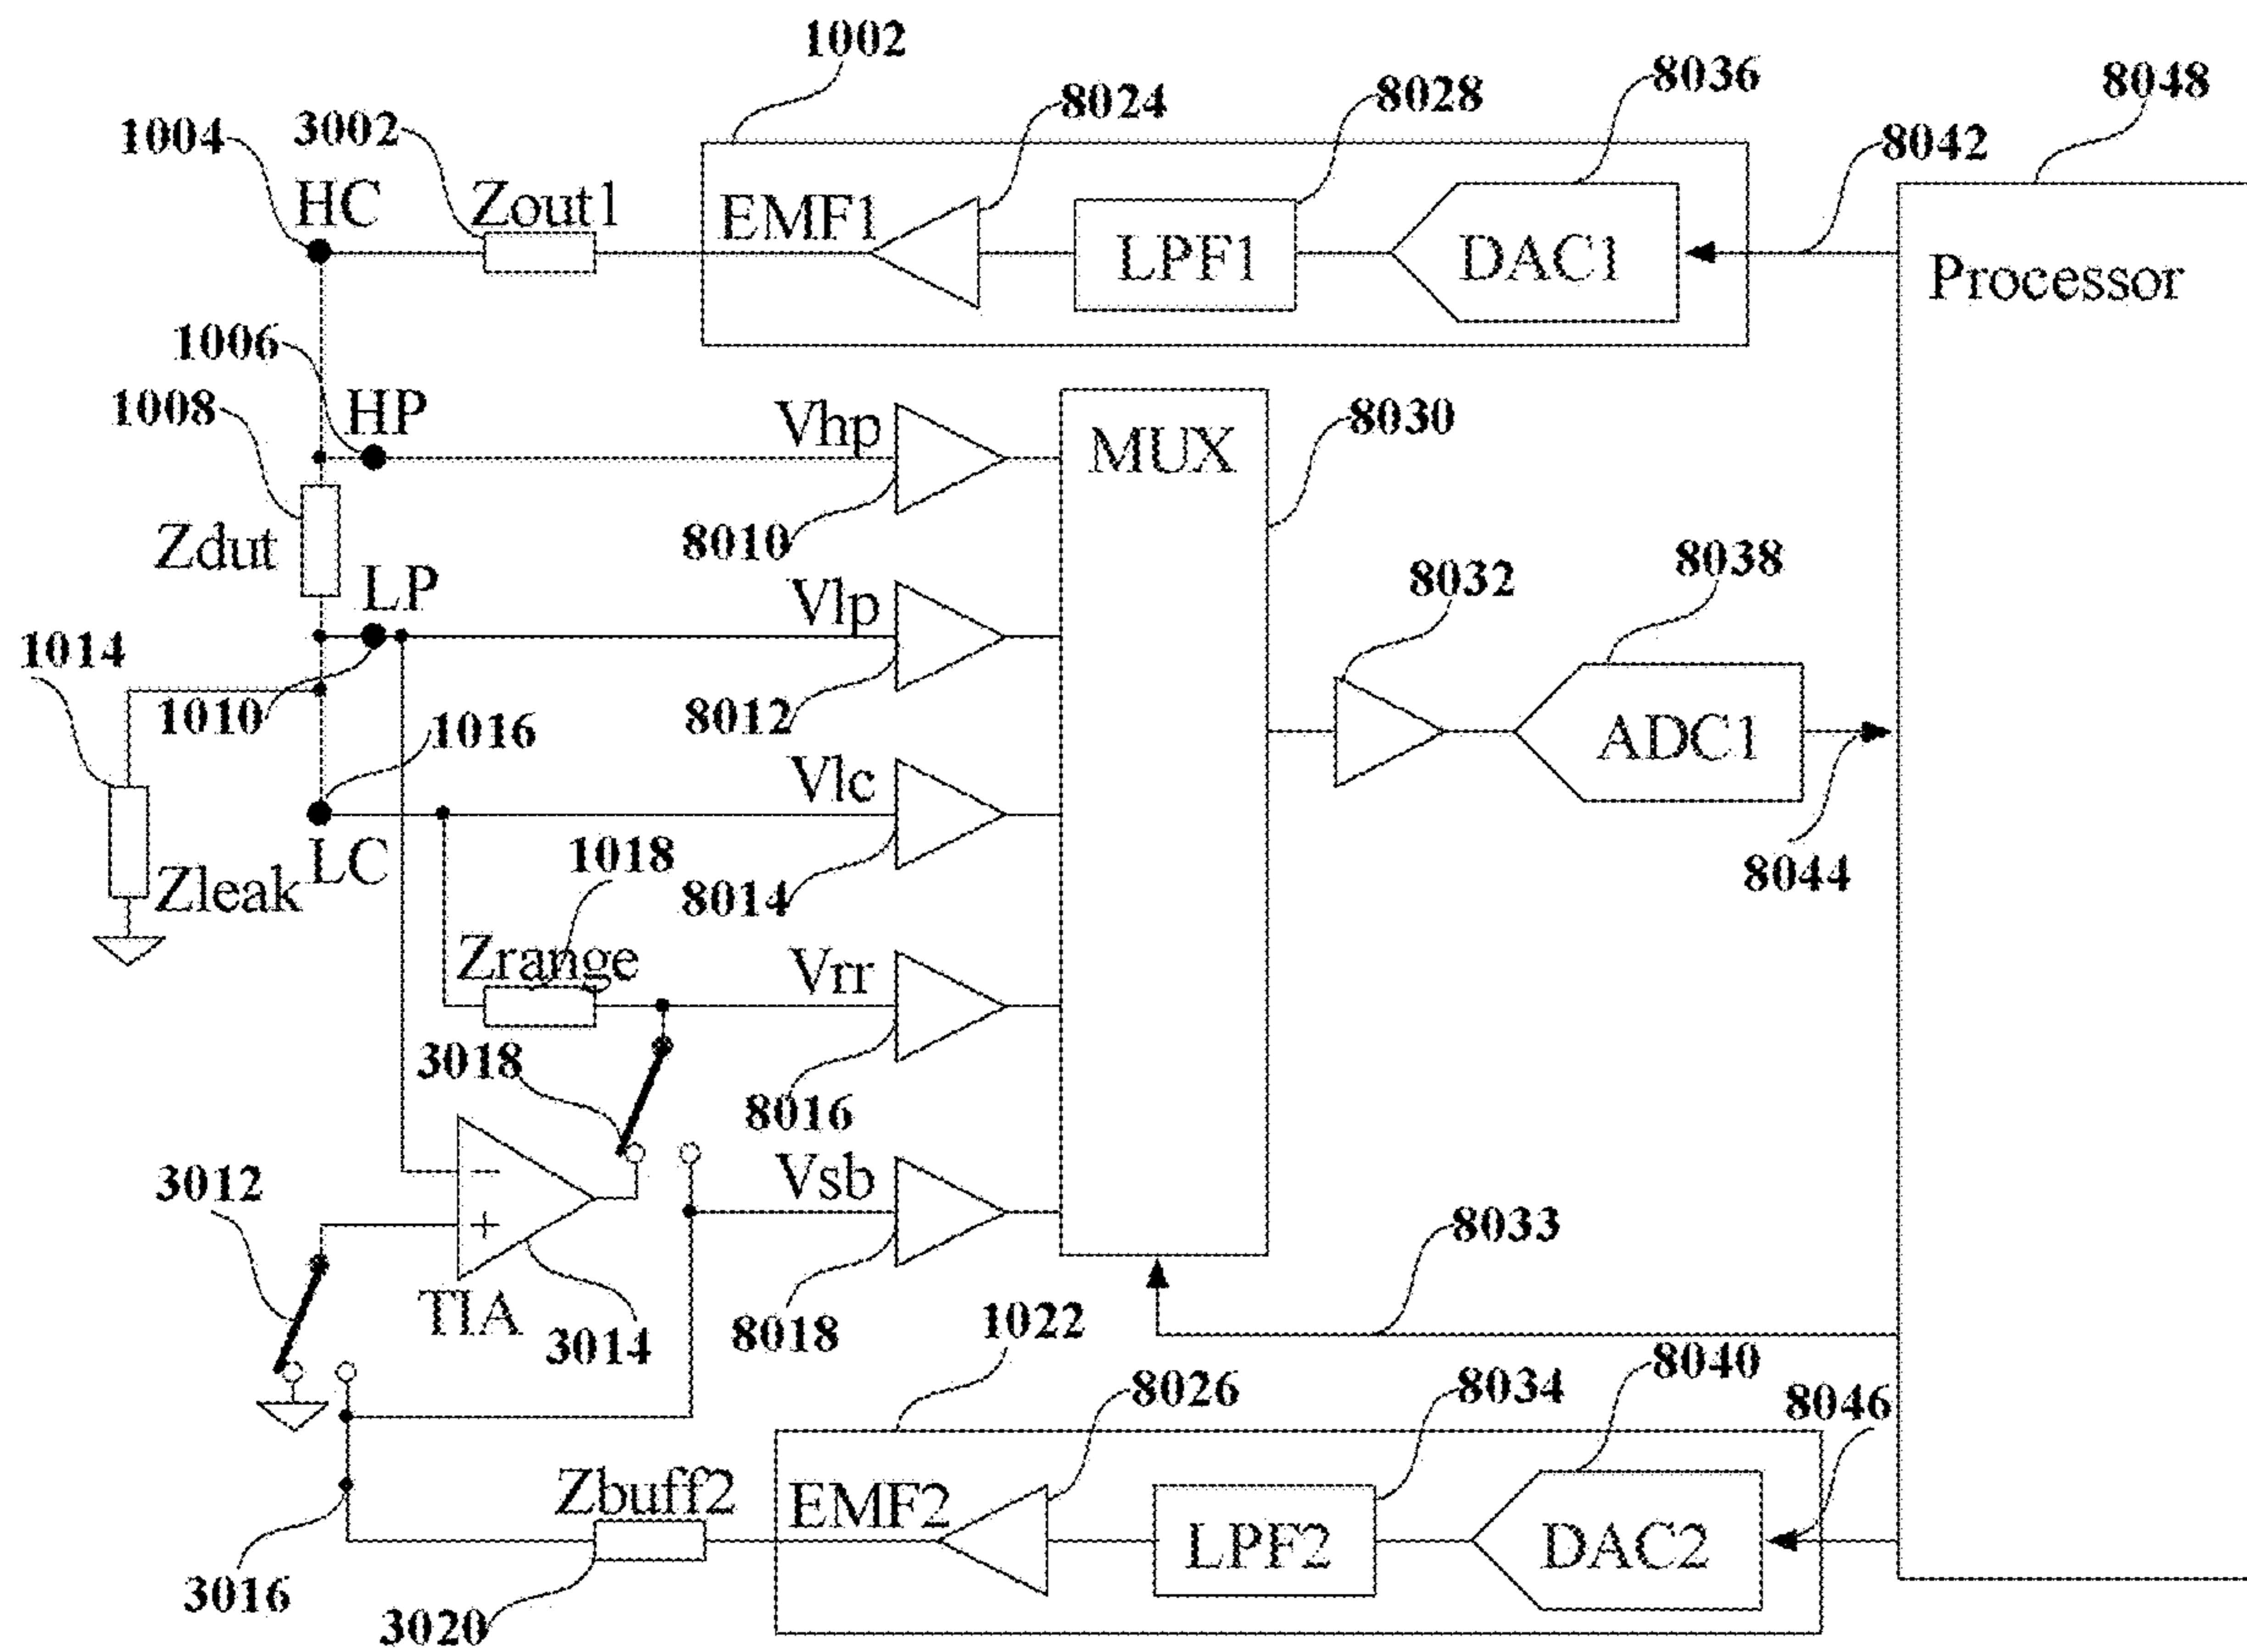 1002
8024
8028
8036
8048
1004
3002
8042
HC
Zout1
EMF1
LPF1
DAC1
Processor
1006
1008
HP
Vhp
MUX
8030
8010
Zdut
LP
Vlp
8032
8038
1014
1010
1016
8012
ADC1
Vlc
LC
1018
8014
8044
Zleak
Zrange
Vrr
3018
8016
−
3012
Vsb
+
8033
TIA
3014
8018
1022
8026
8034
8040
8046
Zbuff2
EMF2
LPF2
DAC2
3016
3020